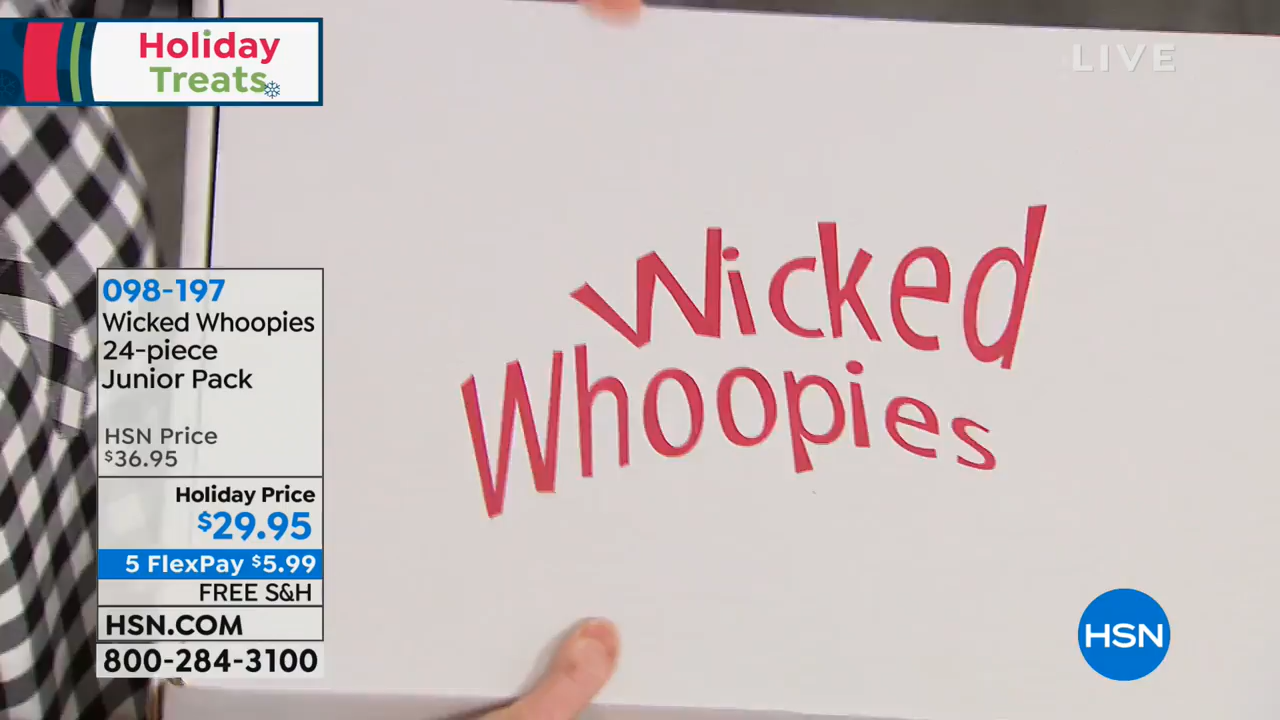 Holiday
Treats
LIVE
Wicked
Whoopies
098-197
Wicked Whoopies
24-piece
Junior Pack
HSN Price
$36.95
Holiday Price
$29.95
5 FlexPay $5.99
FREE S&H
HSN.COM
800-284-3100
HSN